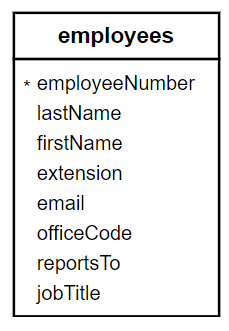 employees
* employeeNumber
lastName
firstName
extension
email
officeCode
reportsTo
jobTitle